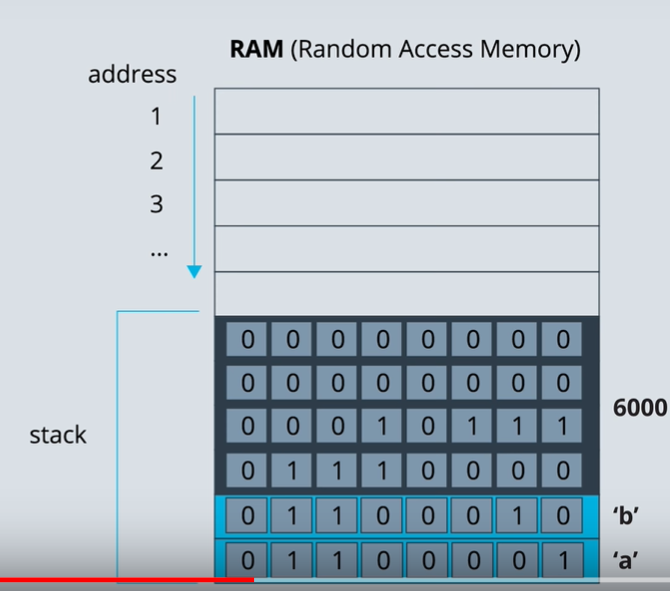 RAM (Random Access Memory)
address
1
2
3
...
0 0 0 0 0 0 0 0
0 0 0 0 0 0 0 0
6000
0 0 0 1 0 1 1 1
stack
0 1 1 1 0 0 0 0
0 1 1 0 0 0 1 0 ‘b’
0 1 1 0 0 0 0 1 ‘a’